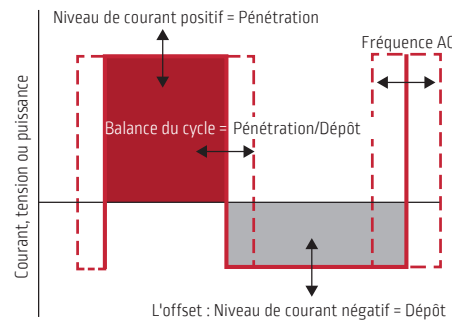 Niveau de courant positif = Pénétration
Fréquence AC
Balance du cycle = Pénétration/Dépôt
Courant, tension ou puissance
L'offset : Niveau de courant négatif = Dépôt